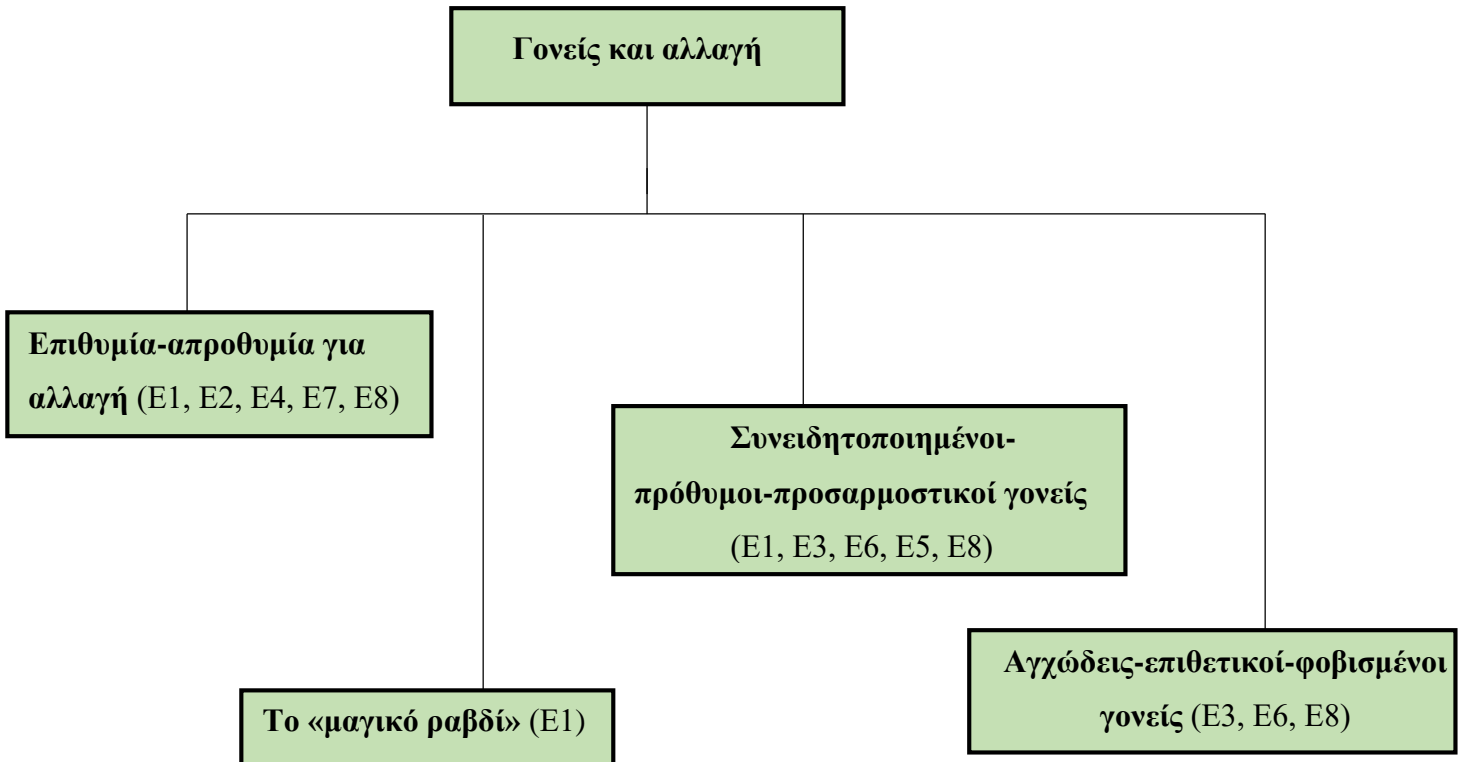 Γονείς και αλλαγή
Επιθυμία-απροθυμία για
αλλαγή (Ε1, Ε2, Ε4, Ε7, Ε8)
Συνειδητοποιημένοι-
πρόθυμοι-προσαρμοστικοί γονείς
(Ε1, Ε3, Ε6, Ε5, Ε8)
Αγχώδεις-επιθετικοί-φοβισμένοι
γονείς (Ε3, Ε6, Ε8)
Το «μαγικό ραβδί» (Ε1)